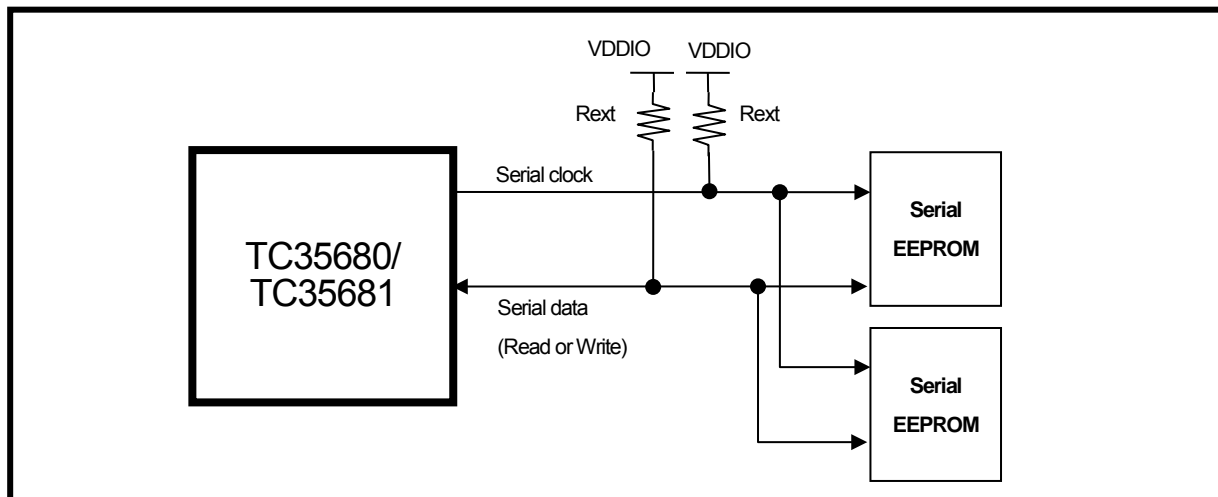 VDDIO VDDIO
Rext Rext
Serial clock
TC35680/
TC35681
Serial data
(Read or Write)
Serial
EEPROM
Serial
EEPROM